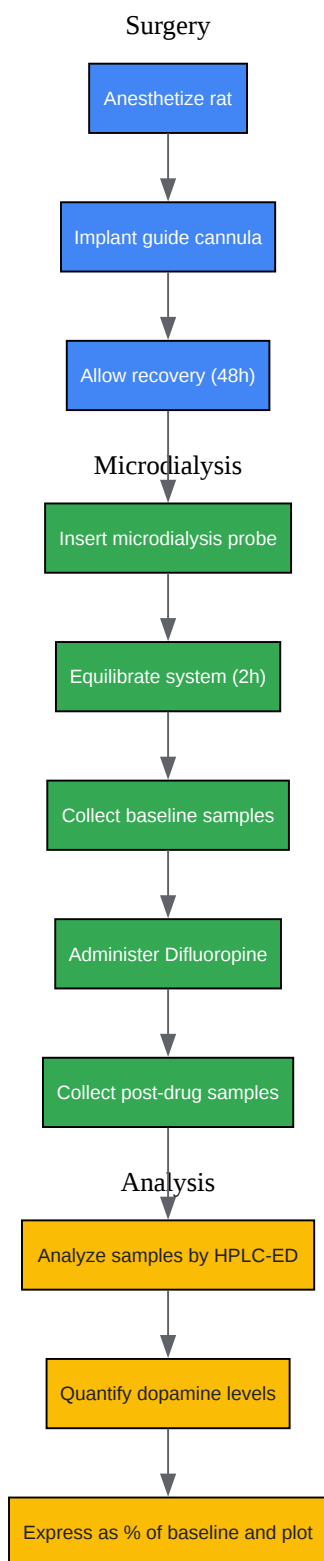 Surgery
Anesthetize rat
Implant guide cannula
Allow recovery (48h)
Microdialysis
Insert microdialysis probe
Equilibrate system (2h)
Collect baseline samples
Administer Difluoropine
Collect post-drug samples
Analysis
Analyze samples by HPLC-ED
Quantify dopamine levels
Express as % of baseline and plot